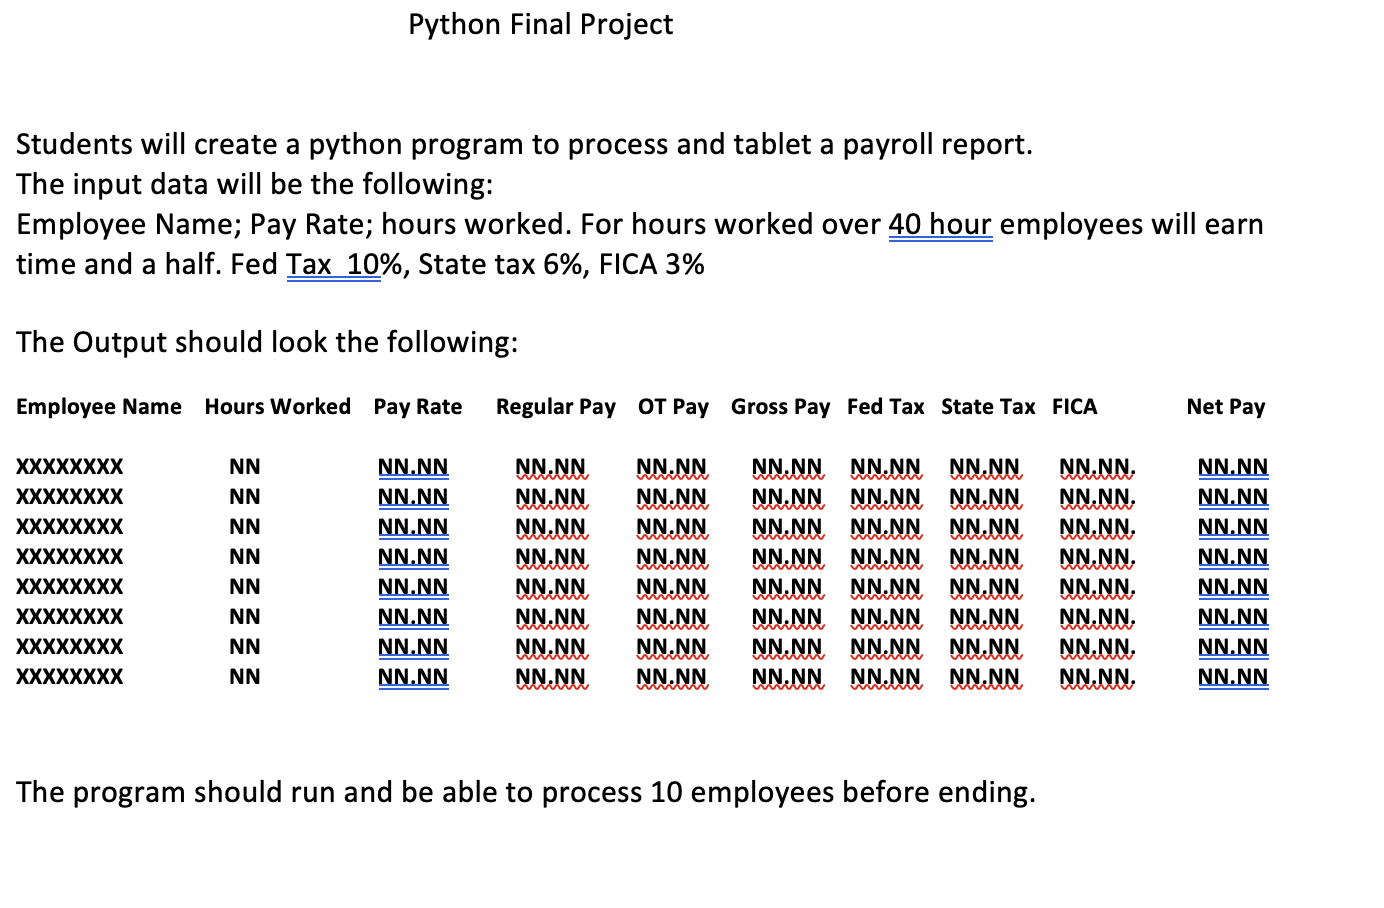 Python Final Project
Students will create a python program to process and tablet a payroll report.
The input data will be the following:
Employee Name; Pay Rate; hours worked. For hours worked over 40 hour employees will earn
time and a half. Fed Tax  10%, State tax 6%, FICA 3%
The Output should look the following:
Employee Name Hours Worked Pay Rate Regular Pay OT Pay Gross Pay Fed Tax State Tax FICA Net Pay
XXXXXXXX NN NN.NN NN.NN NN.NN NN.NN NN.NN NN.NN NN.NN. NN.NN
XXXXXXXX NN NN.NN NN.NN NN.NN NN.NN NN.NN NN.NN NN.NN. NN.NN
XXXXXXXX NN NN.NN NN.NN NN.NN NN.NN NN.NN NN.NN NN.NN. NN.NN
XXXXXXXX NN NN.NN NN.NN NN.NN NN.NN NN.NN NN.NN NN.NN. NN.NN
XXXXXXXX NN NN.NN NN.NN NN.NN NN.NN NN.NN NN.NN NN.NN. NN.NN
XXXXXXXX NN NN.NN NN.NN NN.NN NN.NN NN.NN NN.NN NN.NN. NN.NN
XXXXXXXX NN NN.NN NN.NN NN.NN NN.NN NN.NN NN.NN NN.NN. NN.NN
XXXXXXXX NN NN.NN NN.NN NN.NN NN.NN NN.NN NN.NN NN.NN. NN.NN
The program should run and be able to process 10 employees before ending.